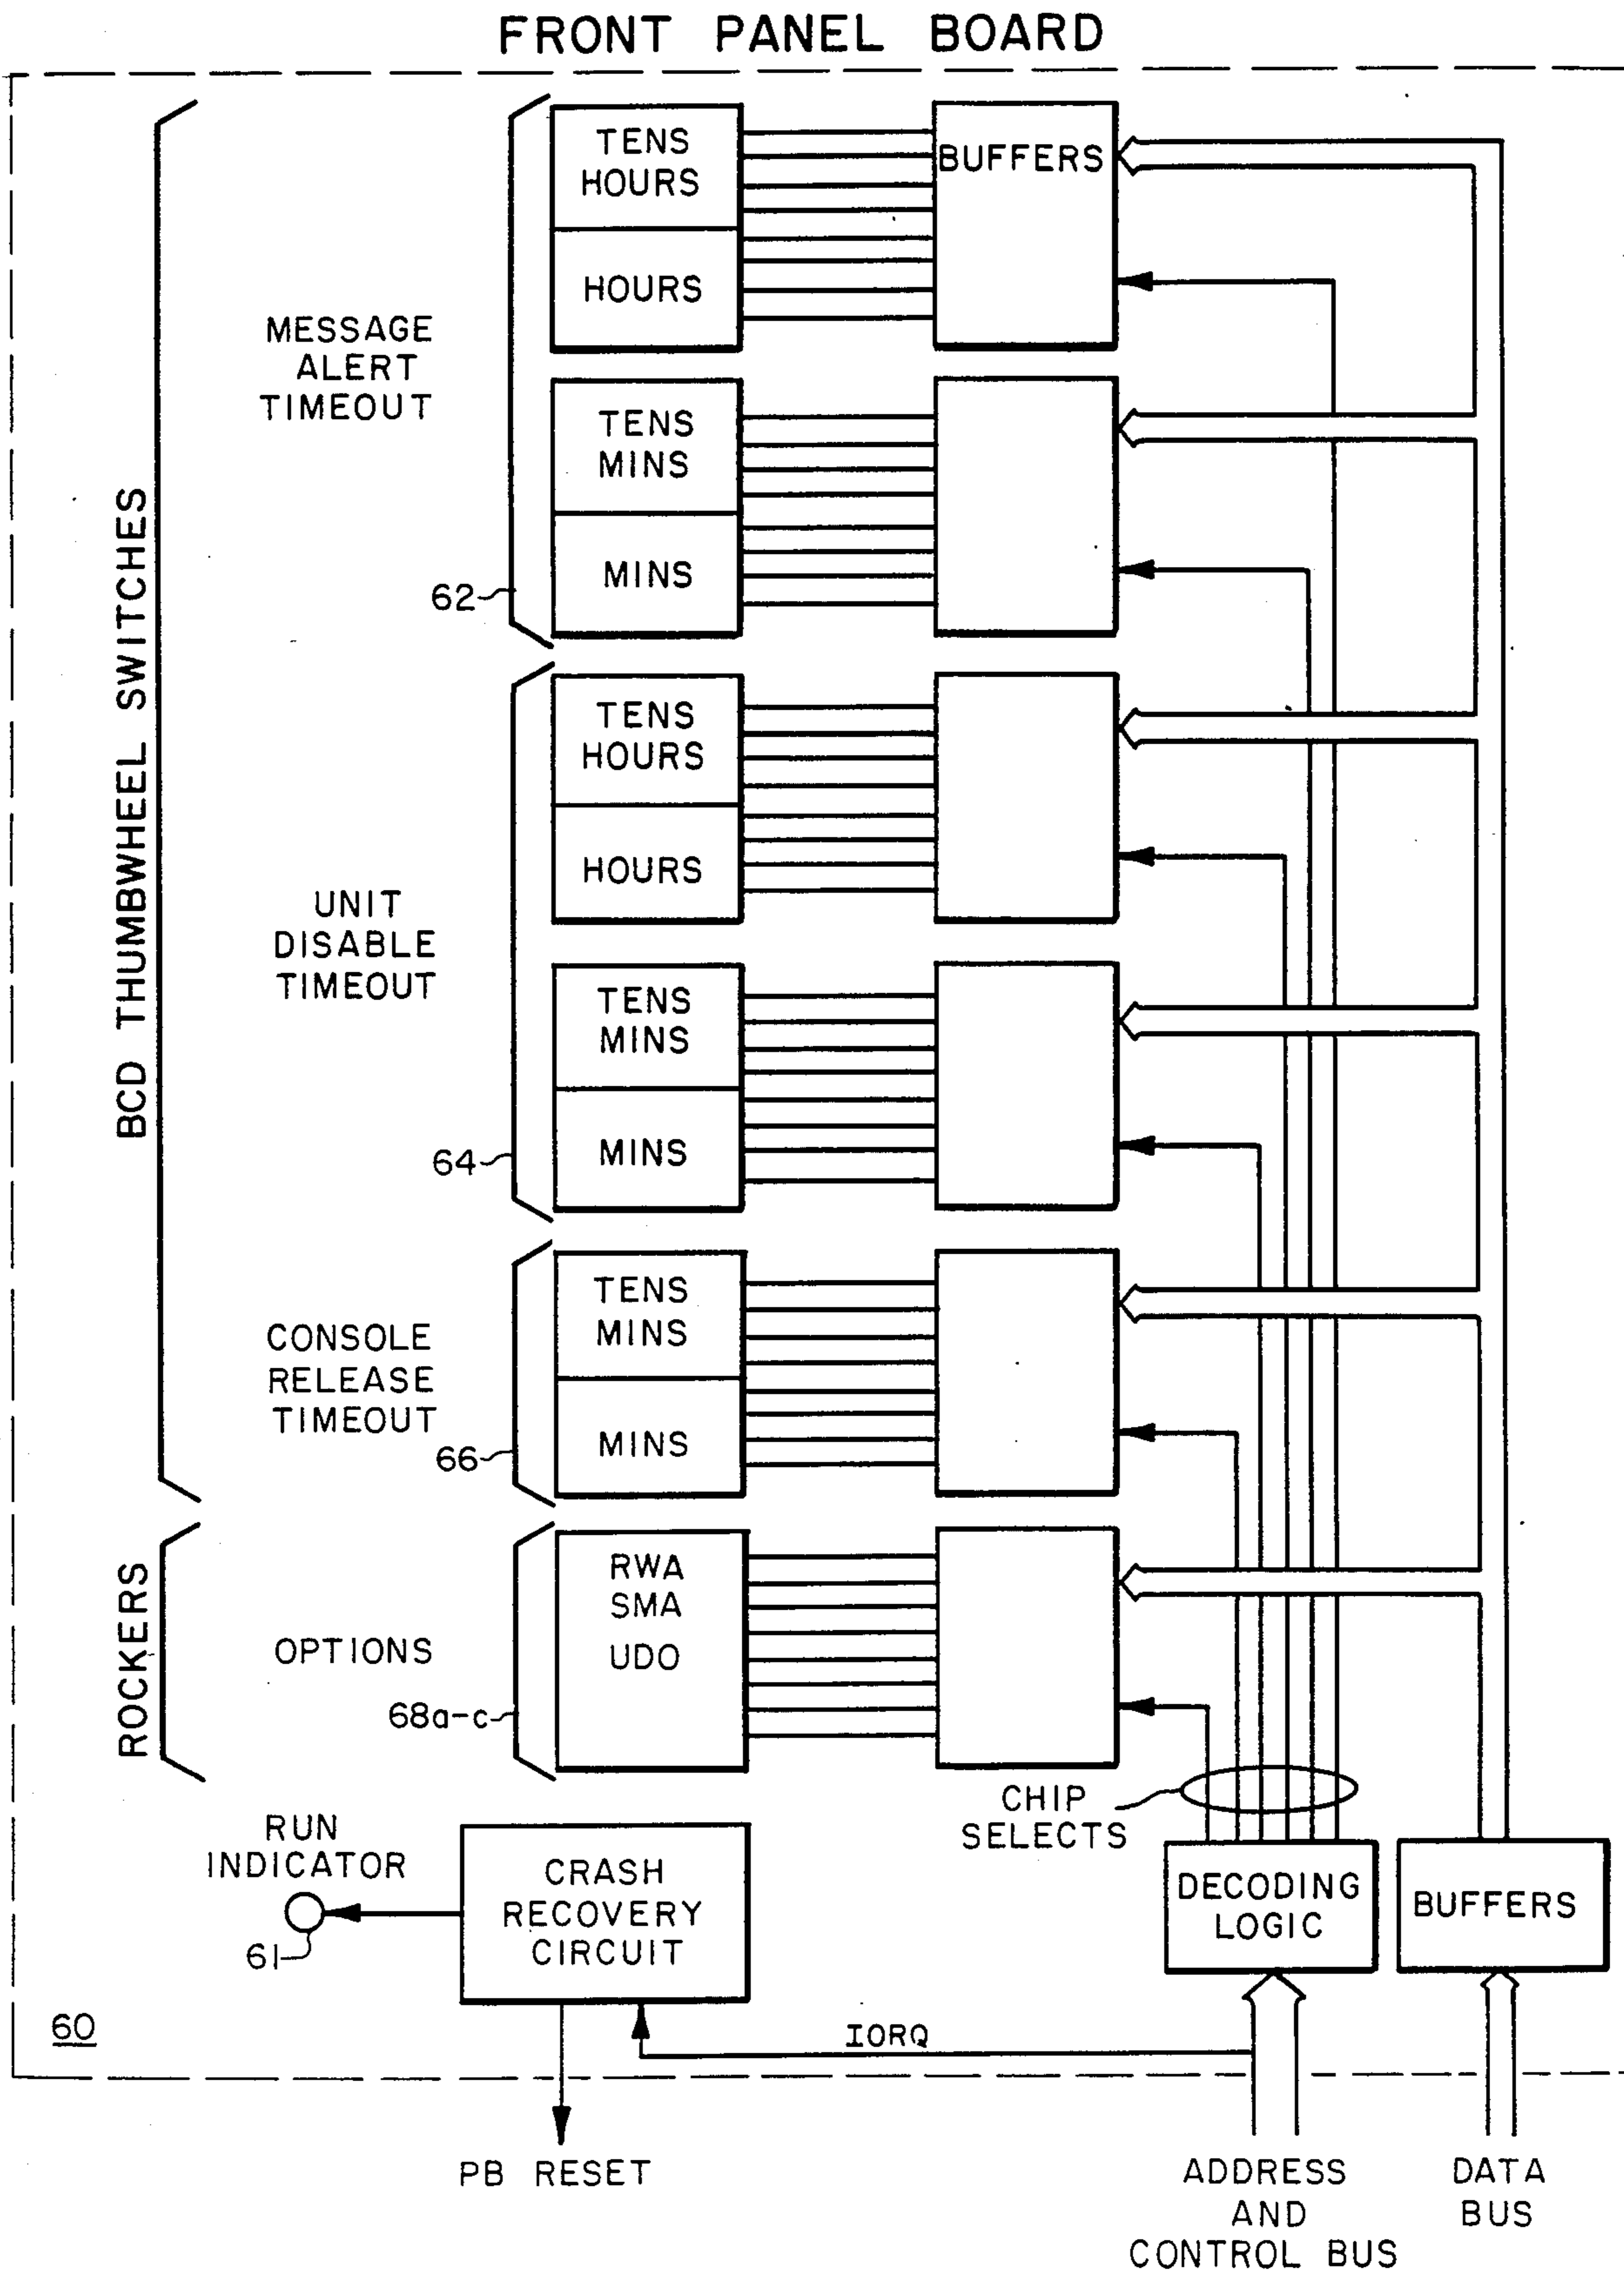 FRONT PANEL BOARD
BCD THUMBWHEEL SWITCHES
MESSAGE
ALERT
TIMEOUT
62
TENS
HOURS
HOURS
BUFFERS
TENS
MINS
MINS
UNIT
DISABLE
TIMEOUT
64
TENS
HOURS
HOURS
TENS
MINS
MINS
CONSOLE
RELEASE
TIMEOUT
66
TENS
MINS
MINS
ROCKERS
OPTIONS
68a-c
RWA
SMA
UDO
CHIP
SELECTS
RUN
INDICATOR
61
CRASH
RECOVERY
CIRCUIT
DECODING
LOGIC
BUFFERS
60
IORQ
PB RESET
ADDRESS
AND
CONTROL BUS
DATA
BUS